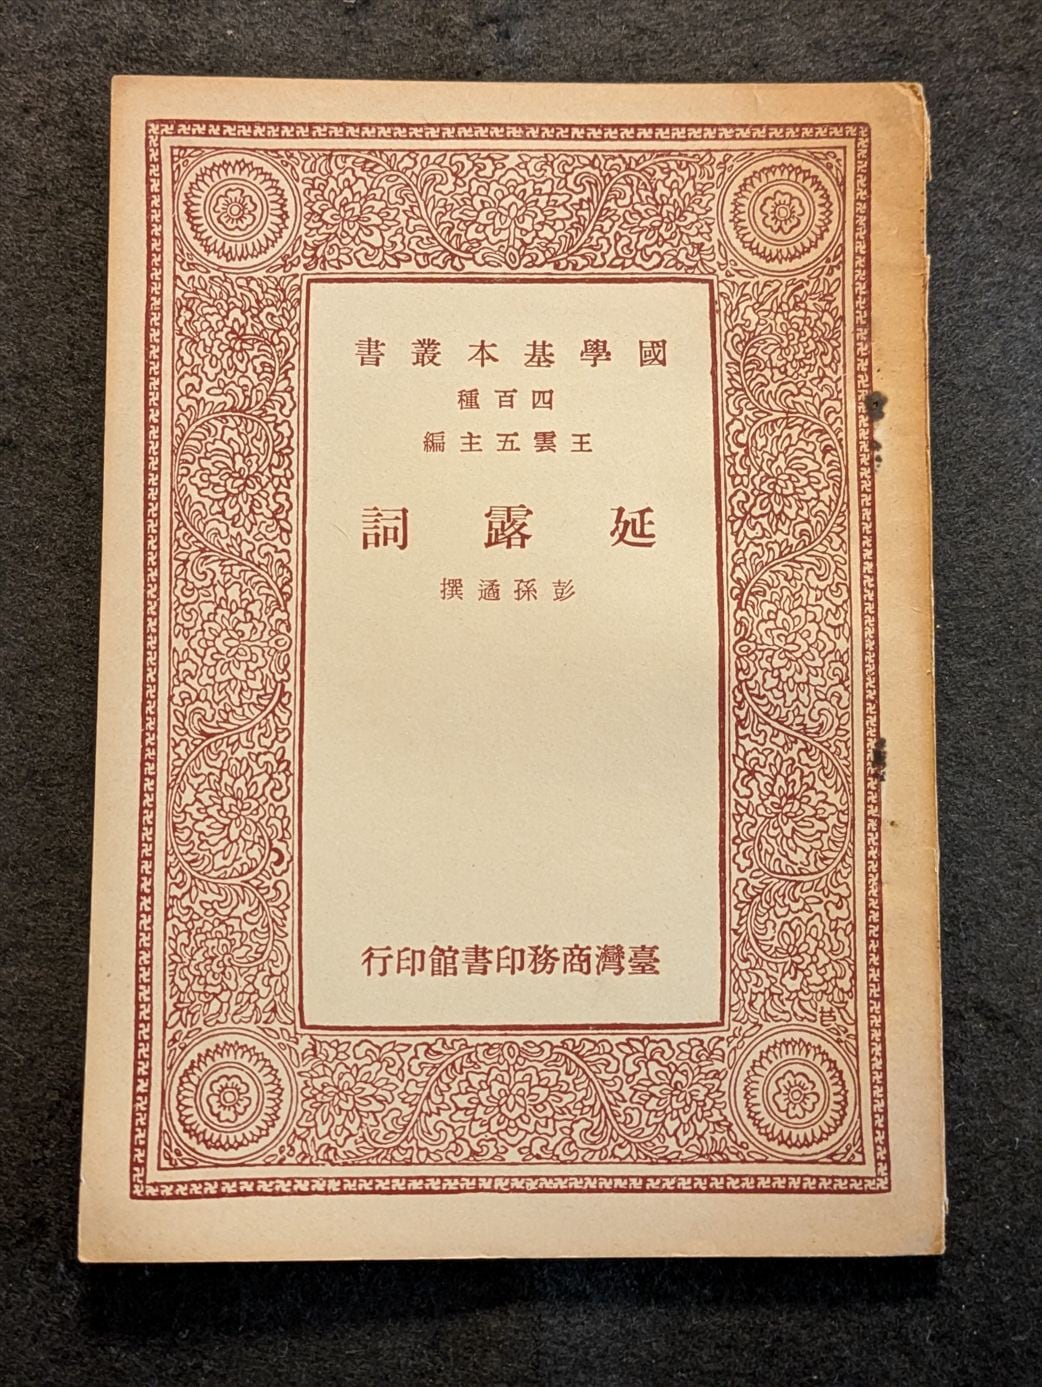 國學基本叢書
四百種
王雲五主編
延露詞
彭孫遹撰
臺灣商務印書館印行